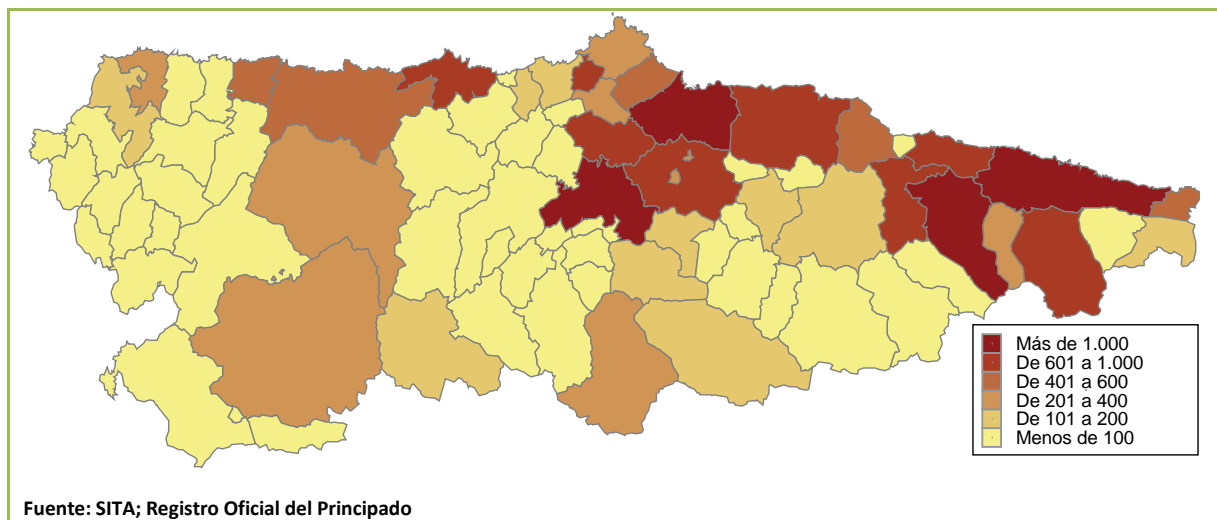 Más de 1.000
De 601 a 1.000
De 401 a 600
De 201 a 400
De 101 a 200
Menos de 100
Fuente: SITA; Registro Oficial del Principado